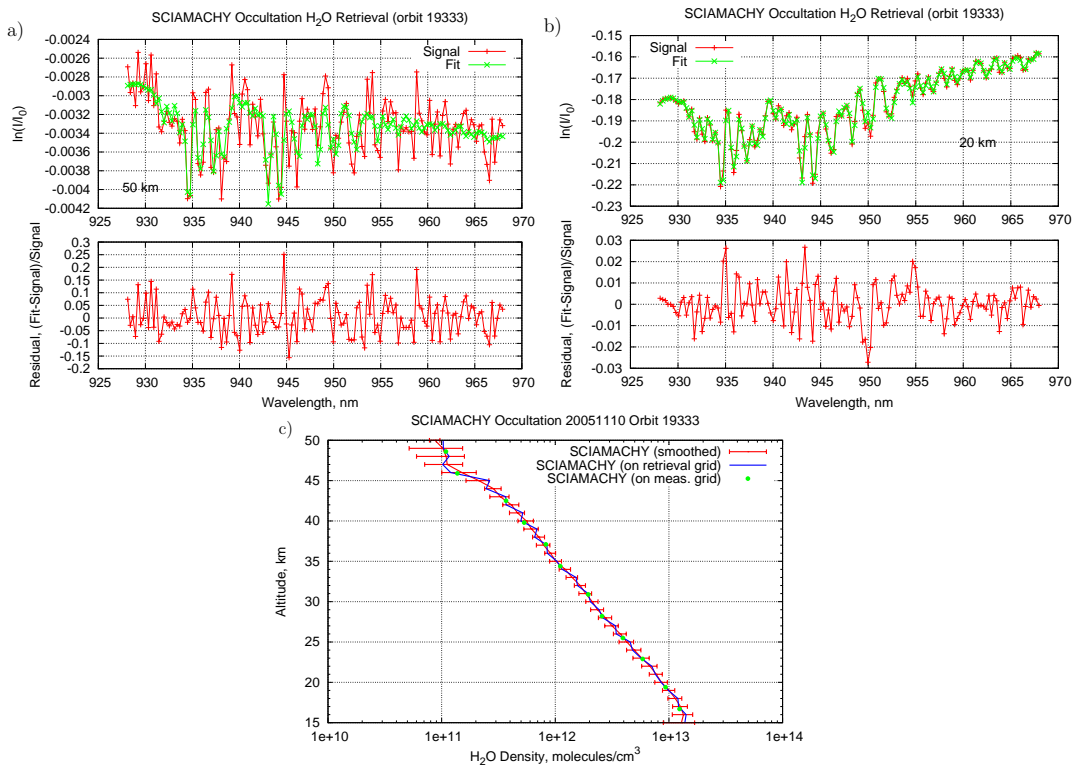 a)
SCIAMACHY Occultation H₂O Retrieval (orbit 19333)
-0.0024
-0.0026
-0.0028
-0.003
-0.0032
-0.0034
-0.0036
-0.0038
-0.004
-0.0042
ln(I/I₀)
Signal
Fit
50 km
925 930 935 940 945 950 955 960 965 970
0.3
0.25
0.2
0.15
0.1
0.05
0
-0.05
-0.1
-0.15
-0.2
Residual, (Fit-Signal)/Signal
925 930 935 940 945 950 955 960 965 970
Wavelength, nm
b)
SCIAMACHY Occultation H₂O Retrieval (orbit 19333)
-0.15
-0.16
-0.17
-0.18
-0.19
-0.2
-0.21
-0.22
-0.23
ln(I/I₀)
Signal
Fit
20 km
925 930 935 940 945 950 955 960 965 970
0.03
0.02
0.01
0
-0.01
-0.02
-0.03
Residual, (Fit-Signal)/Signal
925 930 935 940 945 950 955 960 965 970
Wavelength, nm
c)
SCIAMACHY Occultation 20051110 Orbit 19333
50
45
40
35
30
25
20
15
Altitude, km
SCIAMACHY (smoothed)
SCIAMACHY (on retrieval grid)
SCIAMACHY (on meas. grid)
1e+10 1e+11 1e+12 1e+13 1e+14
H₂O Density, molecules/cm³